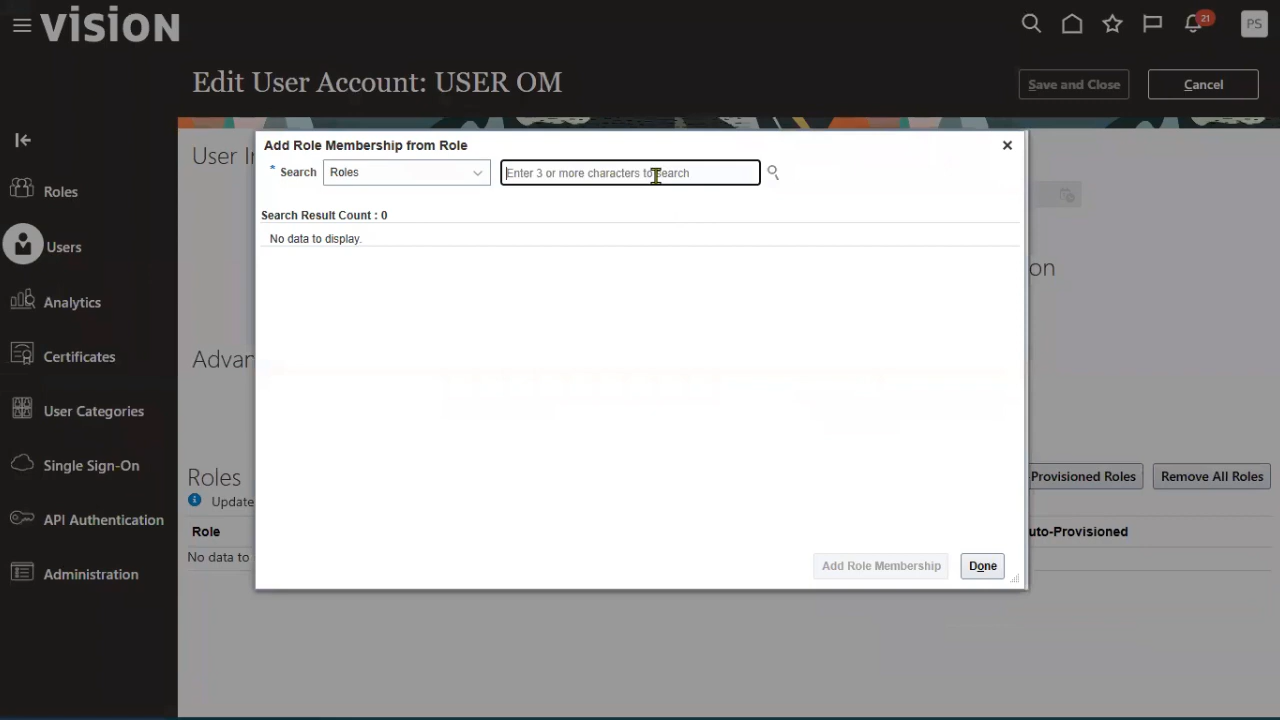 VISION
21
PS
Edit User Account: USER OM
Save and Close
Cancel
Roles
Users
Analytics
Certificates
User Categories
Single Sign-On
API Authentication
Administration
User I
Advan
Add Role Membership from Role
* Search
Roles
Enter 3 or more characters to search
Search Result Count : 0
No data to display.
Add Role Membership
Done
on
Roles
Provisioned Roles
Remove All Roles
Update
Role
uto-Provisioned
No data to